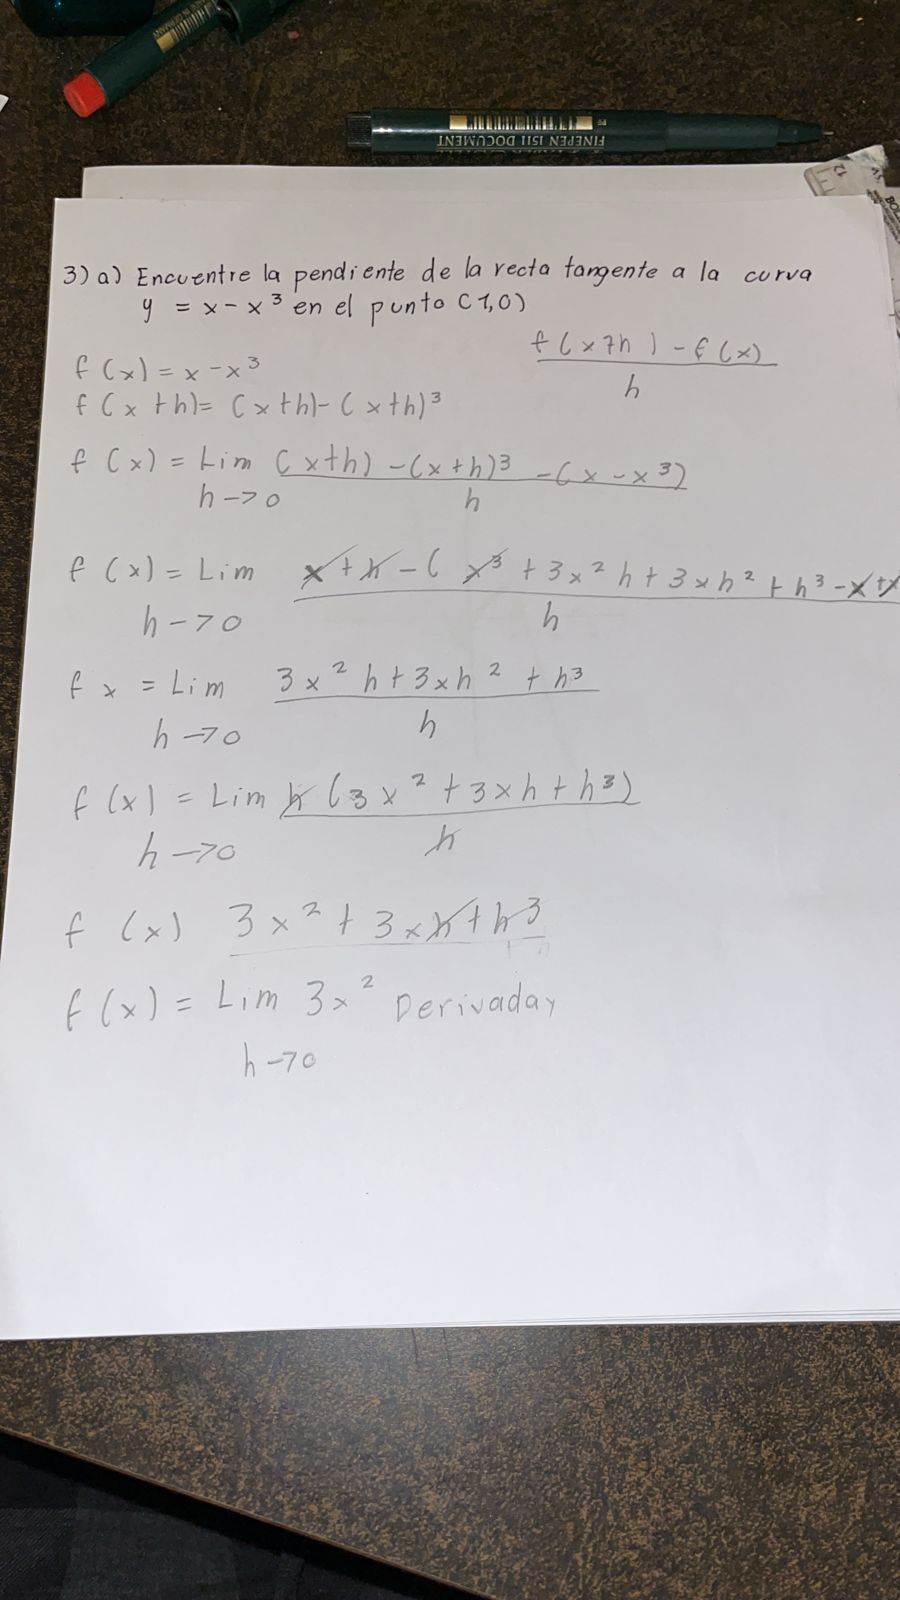 FINEPEN 1511 DOCUMENT
12
3) a) Encuentre la pendiente de la recta tangente a la curva
y = x - x³ en el punto (1,0)
f(x+h) - f(x)
h
f(x) = x - x³
f(x+h) = (x+h) - (x+h)³
f(x) = Lim (x+h) - (x+h)³ - (x - x³)
h->0 h
f(x) = Lim x + h - (x³ + 3x²h + 3xh² + h³ - x + x
h->0 h
f x = Lim 3x²h + 3xh² + h³
h->0 h
f(x) = Lim h(3x² + 3xh + h³)
h->0 h
f (x) 3x² + 3xh + h³
f(x) = Lim 3x² Derivada
h->0